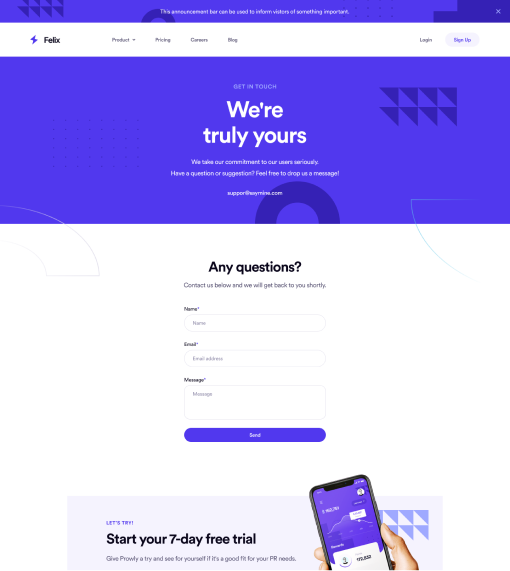 This announcement bar can be used to inform vistors of something important.
Felix
Product
Pricing
Careers
Blog
Login
Sign Up
GET IN TOUCH
We're
truly yours
We take our commitment to our users seriously.
Have a question or suggestion? Feel free to drop us a message!
suppor@asymine.com
Any questions?
Contact us below and we will get back to you shortly.
Name*
Name
Email*
Email address
Message*
Message
Send
LET'S TRY!
Start your 7-day free trial
Give Prowly a try and see for yourself if it's a good fit for your PR needs.